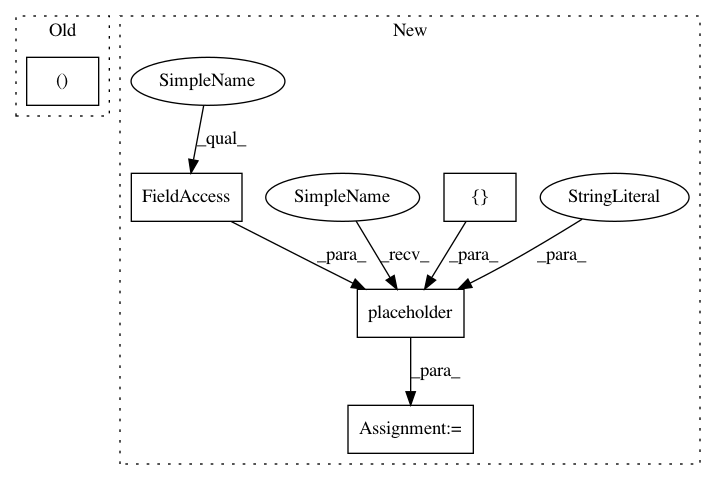 Old
New
()
SimpleName
_qual_
FieldAccess
SimpleName
{}
StringLiteral
_para_
_recv_
_para_
_para_
placeholder
_para_
Assignment:=